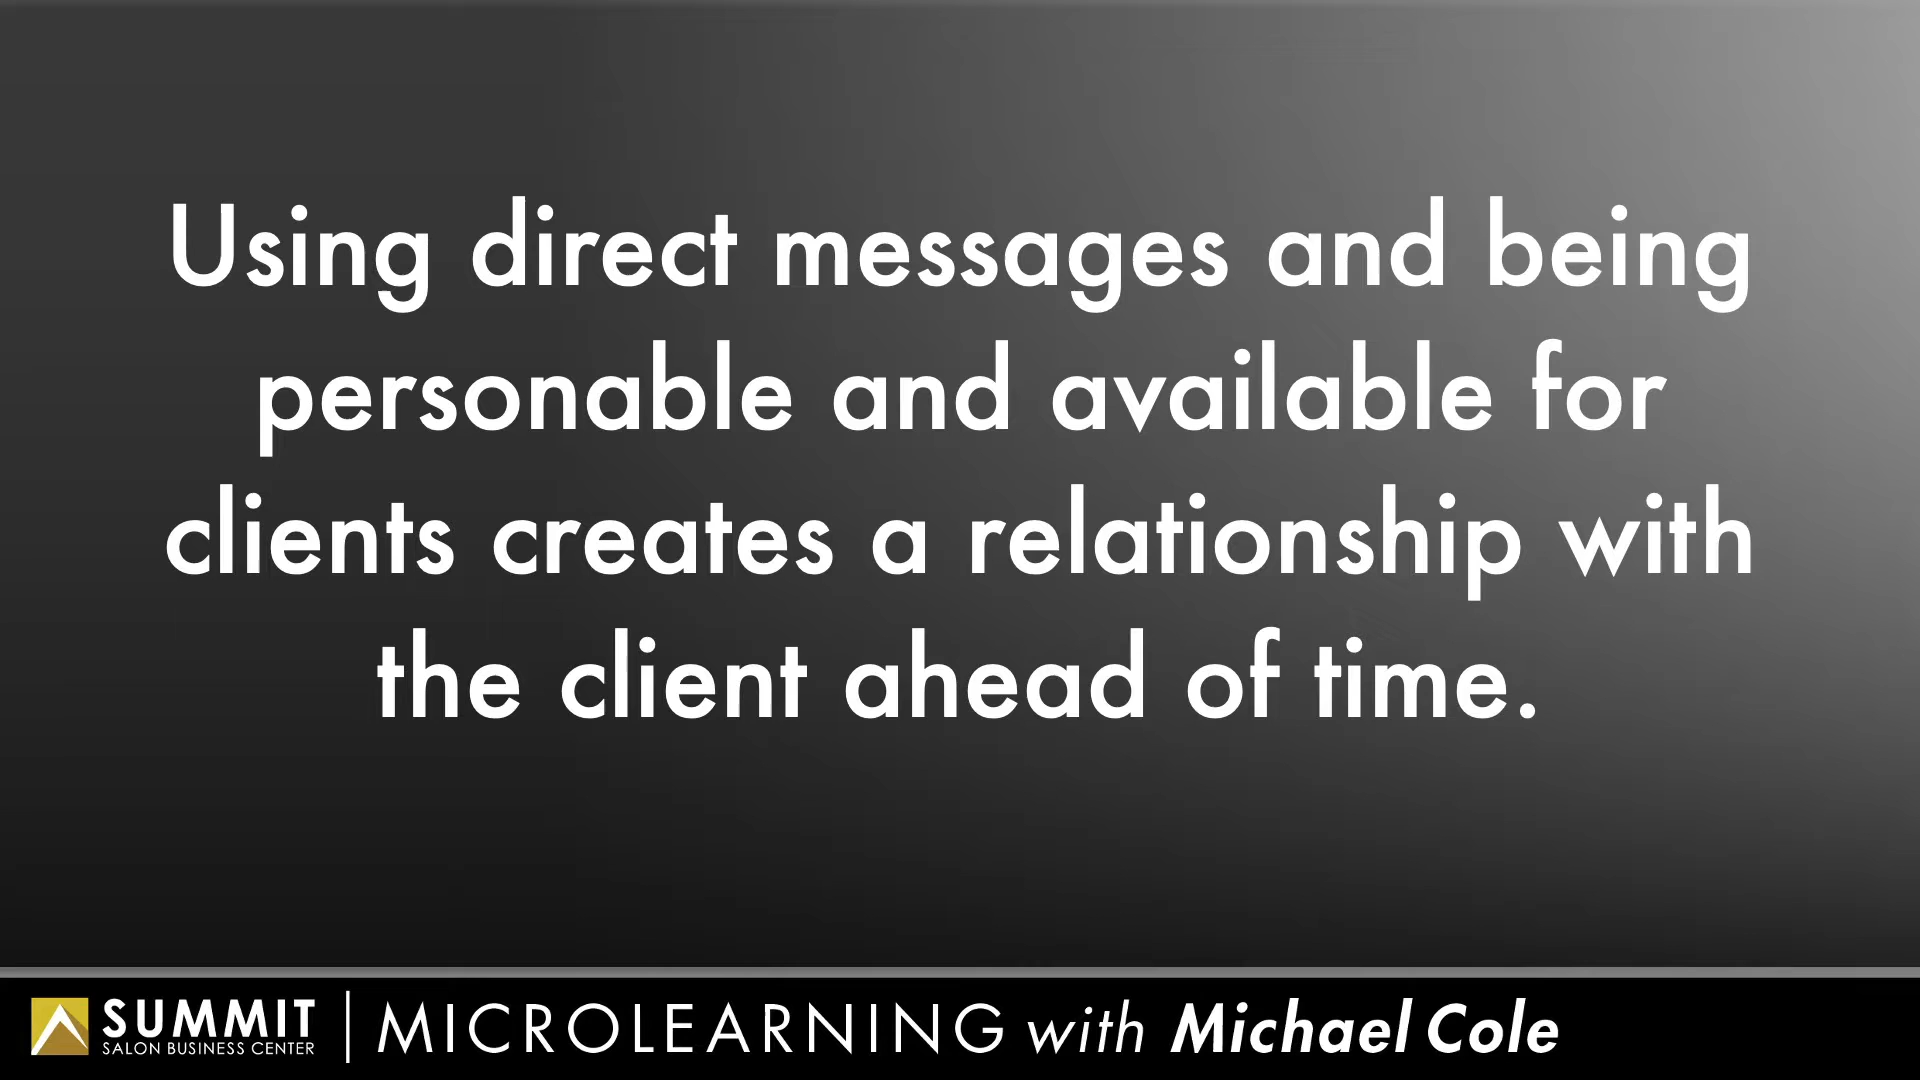 Using direct messages and being
personable and available for
clients creates a relationship with
the client ahead of time.
SUMMIT
SALON BUSINESS CENTER
MICROLEARNING with Michael Cole